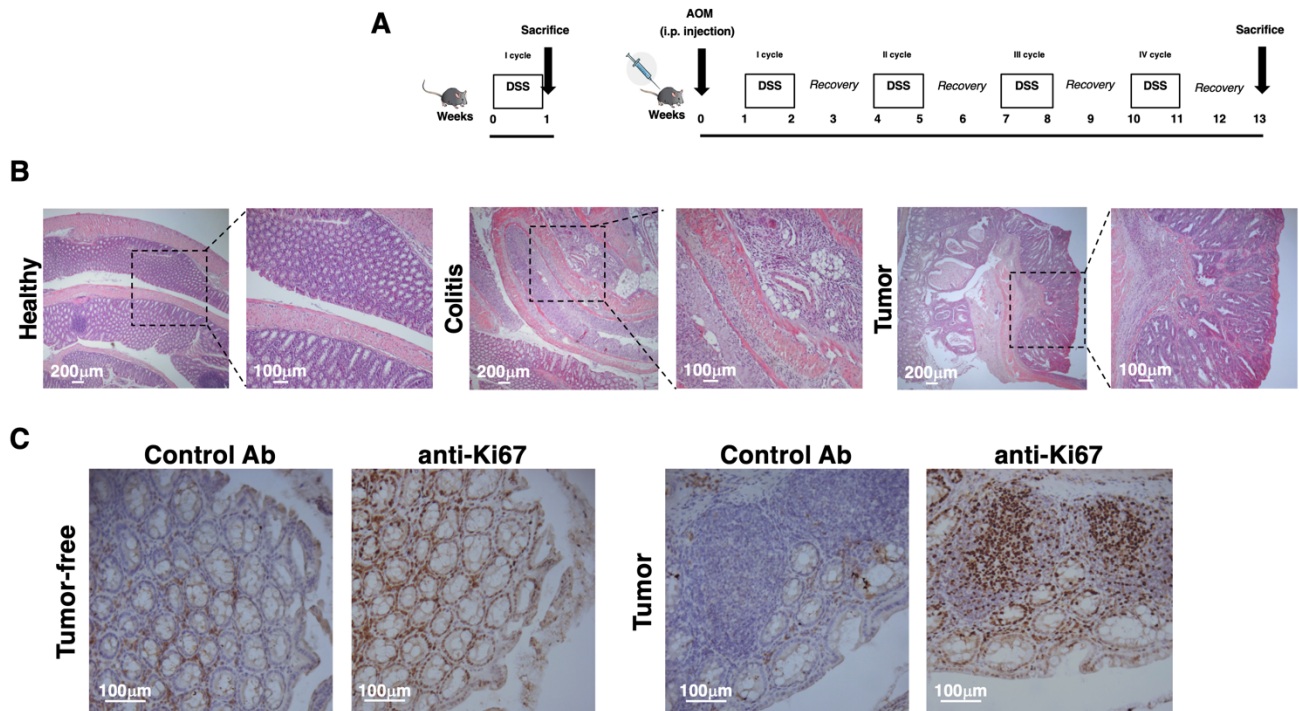 A
Sacrifice
I cycle
DSS
Weeks
0 1
AOM
(i.p. injection)
Sacrifice
I cycle II cycle III cycle IV cycle
DSS Recovery DSS Recovery DSS Recovery DSS Recovery
Weeks
0 1 2 3 4 5 6 7 8 9 10 11 12 13
B
Healthy
200μm
100μm
Colitis
200μm
100μm
Tumor
200μm
100μm
C
Control Ab anti-Ki67
Tumor-free
100μm
100μm
Control Ab anti-Ki67
Tumor
100μm
100μm